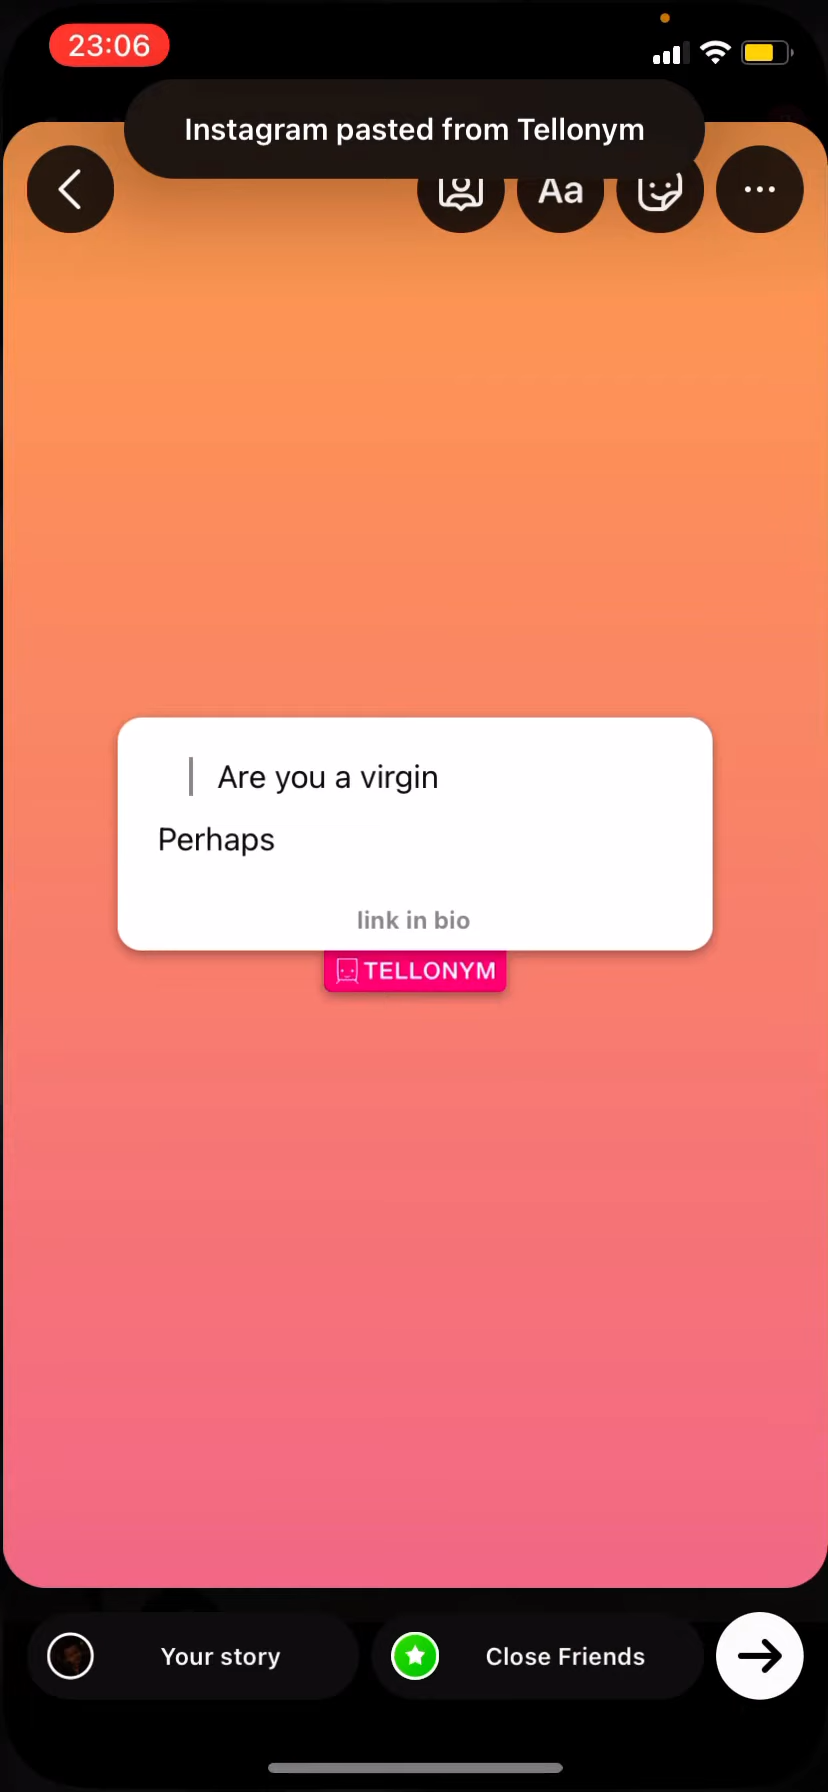 23:06
Instagram pasted from Tellonym
Aa
Are you a virgin
Perhaps
link in bio
TELLONYM
Your story
Close Friends